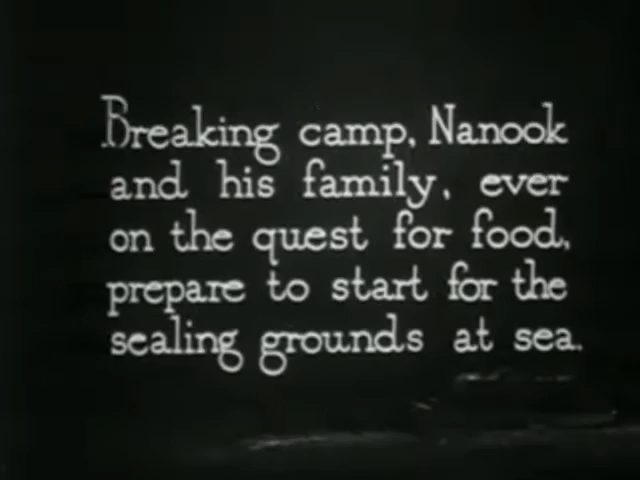 Breaking camp, Nanook
and his family, ever
on the quest for food,
prepare to start for the
sealing grounds at sea.